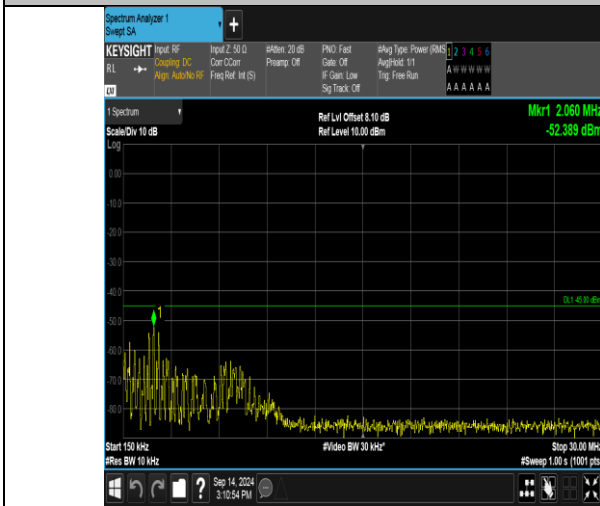 Spectrum Analyzer 1
Swept SA
+
KEYSIGHT Input: RF Input Z: 50 Ω #Atten: 20 dB PNO: Fast #Avg Type: Power (RMS 1 2 3 4 5 6
RL Coupling: DC Corr CCorr Preamp: Off Gate: Off Avg|Hold: 1/1 A W W W W W
Align: Auto/No RF Freq Ref: Int (S) IF Gain: Low Trig: Free Run
Sig Track: Off A A A A A A
1 Spectrum Ref Lvl Offset 8.10 dB Mkr1 2.060 MHz
Scale/Div 10 dB Ref Level 10.00 dBm -52.389 dBm
Log
0.00
-10.0
-20.0
-30.0
-40.0
DL1 -45.00 dBm
1
-50.0
-60.0
-70.0
-80.0
Start 150 kHz #Video BW 30 kHz* Stop 30.00 MHz
#Res BW 10 kHz #Sweep 1.00 s (1001 pts
? Sep 14, 2024
3:10:54 PM